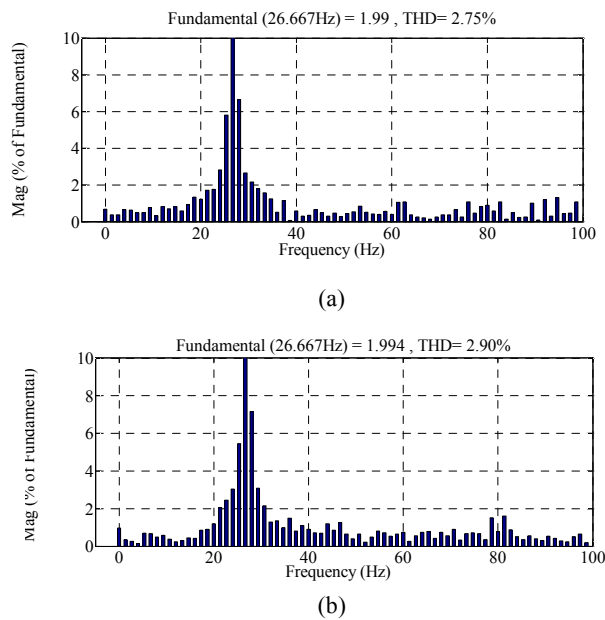 Fundamental (26.667Hz) = 1.99 , THD= 2.75%
10
8
6
4
2
0
Mag (% of Fundamental)
0 20 40 60 80 100
Frequency (Hz)
(a)
Fundamental (26.667Hz) = 1.994 , THD= 2.90%
10
8
6
4
2
0
Mag (% of Fundamental)
0 20 40 60 80 100
Frequency (Hz)
(b)